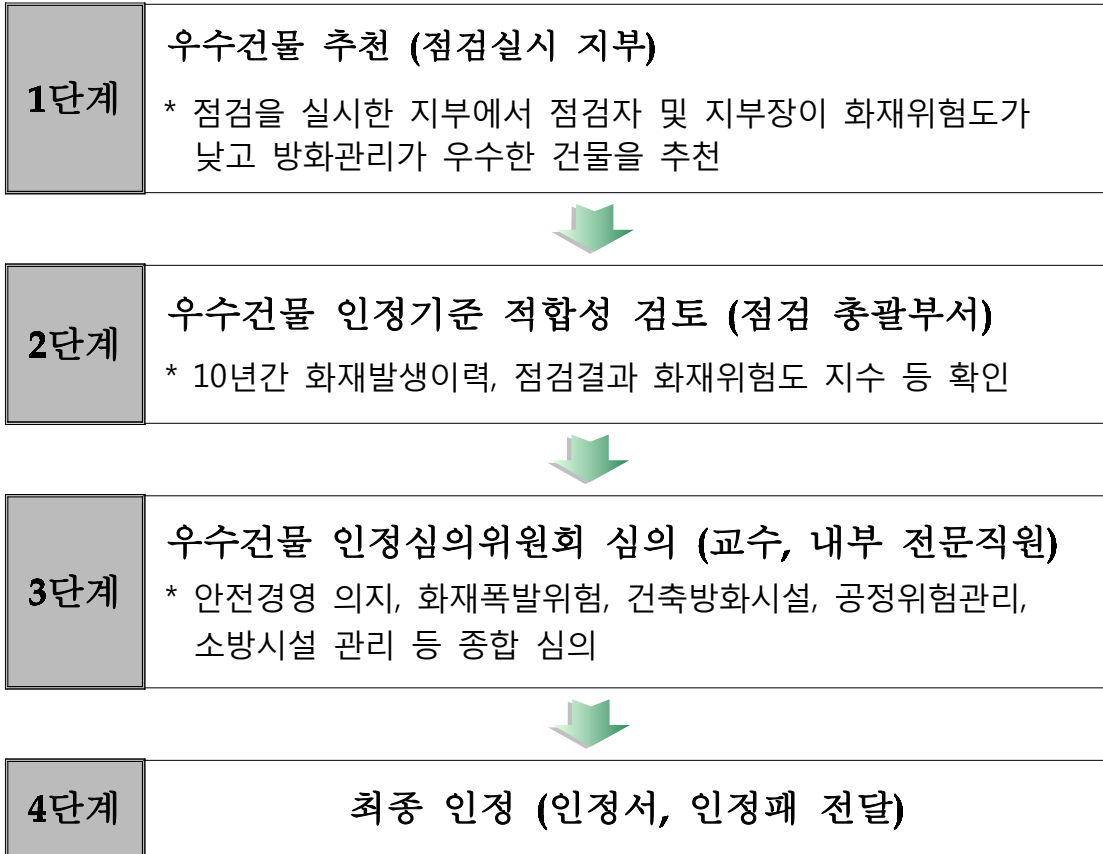 1단계
우수건물 추천 (점검실시 지부)
* 점검을 실시한 지부에서 점검자 및 지부장이 화재위험도가
낮고 방화관리가 우수한 건물을 추천
2단계
우수건물 인정기준 적합성 검토 (점검 총괄부서)
* 10년간 화재발생이력, 점검결과 화재위험도 지수 등 확인
3단계
우수건물 인정심의위원회 심의 (교수, 내부 전문직원)
* 안전경영 의지, 화재폭발위험, 건축방화시설, 공정위험관리,
소방시설 관리 등 종합 심의
4단계
최종 인정 (인정서, 인정패 전달)